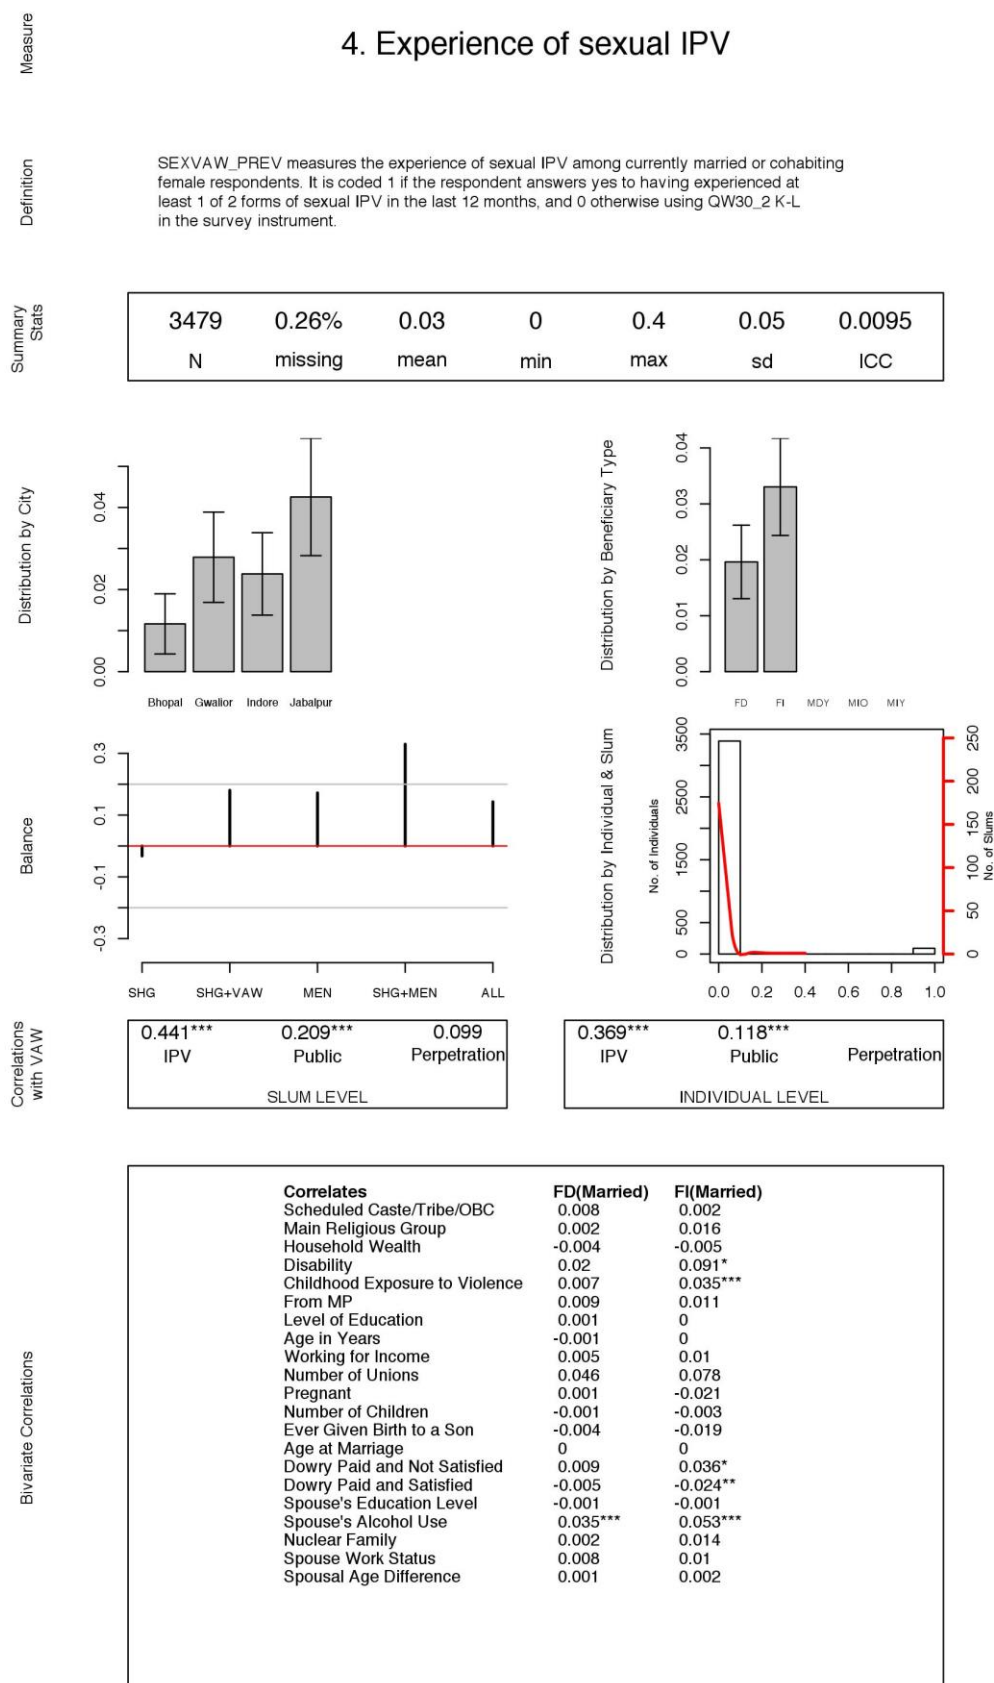 Measure
4. Experience of sexual IPV
Definition
SEXVAW_PREV measures the experience of sexual IPV among currently married or cohabiting
female respondents. It is coded 1 if the respondent answers yes to having experienced at
least 1 of 2 forms of sexual IPV in the last 12 months, and 0 otherwise using QW30_2 K-L
in the survey instrument.
Summary
Stats
3479 0.26% 0.03 0 0.4 0.05 0.0095
N missing mean min max sd ICC
Distribution by City
0.00 0.02 0.04
Bhopal Gwalior Indore Jabalpur
Distribution by Beneficiary Type
0.00 0.01 0.02 0.03 0.04
FD FI MDY MIO MIY
Balance
-0.3 -0.1 0.1 0.3
SHG SHG+VAW MEN SHG+MEN ALL
Distribution by Individual & Slum
No. of Individuals
0 500 1500 2500 3500
0.0 0.2 0.4 0.6 0.8 1.0
0 50 100 150 200 250
No. of Slums
Correlations
with VAW
0.441*** 0.209*** 0.099
IPV Public Perpetration
SLUM LEVEL
0.369*** 0.118***
IPV Public Perpetration
INDIVIDUAL LEVEL
Bivariate Correlations
Correlates FD(Married) FI(Married)
Scheduled Caste/Tribe/OBC 0.008 0.002
Main Religious Group 0.002 0.016
Household Wealth -0.004 -0.005
Disability 0.02 0.091*
Childhood Exposure to Violence 0.007 0.035***
From MP 0.009 0.011
Level of Education 0.001 0
Age in Years -0.001 0
Working for Income 0.005 0.01
Number of Unions 0.046 0.078
Pregnant 0.001 -0.021
Number of Children -0.001 -0.003
Ever Given Birth to a Son -0.004 -0.019
Age at Marriage 0 0
Dowry Paid and Not Satisfied 0.009 0.036*
Dowry Paid and Satisfied -0.005 -0.024**
Spouse's Education Level -0.001 -0.001
Spouse's Alcohol Use 0.035*** 0.053***
Nuclear Family 0.002 0.014
Spouse Work Status 0.008 0.01
Spousal Age Difference 0.001 0.002